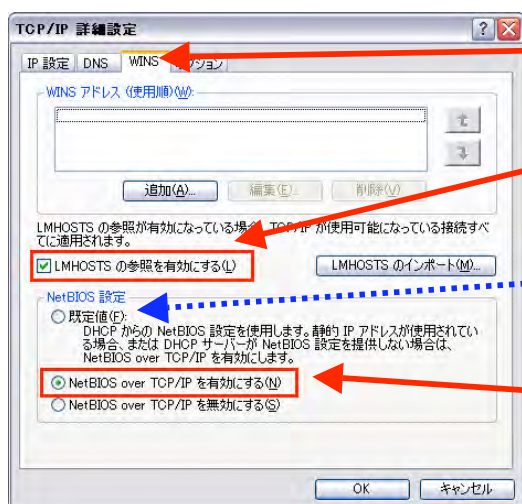 TCP/IP 詳細設定
IP 設定 DNS WINS オプション
WINS アドレス (使用順)(W):
追加(A)... 編集(E)... 削除(V)
LMHOSTS の参照が有効になっている場合、TCP/IP が使用可能になっている接続すべ
てに適用されます。
LMHOSTS の参照を有効にする(L) LMHOSTS のインポート(M)...
NetBIOS 設定
既定値(F):
DHCP からの NetBIOS 設定を使用します。静的 IP アドレスが使用されてい
る場合、または DHCP サーバーが NetBIOS 設定を提供しない場合は、
NetBIOS over TCP/IP を有効にします。
NetBIOS over TCP/IP を有効にする(N)
NetBIOS over TCP/IP を無効にする(S)
OK キャンセル